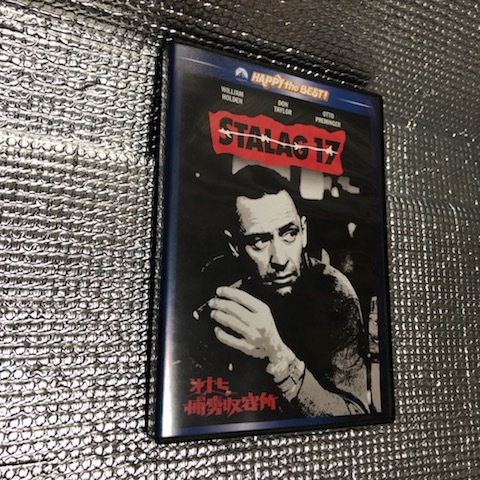 HAPPY the BEST!
WILLIAM HOLDEN
DON TAYLOR
OTTO PREMINGER
STALAG 17
第十七
捕虜収容所